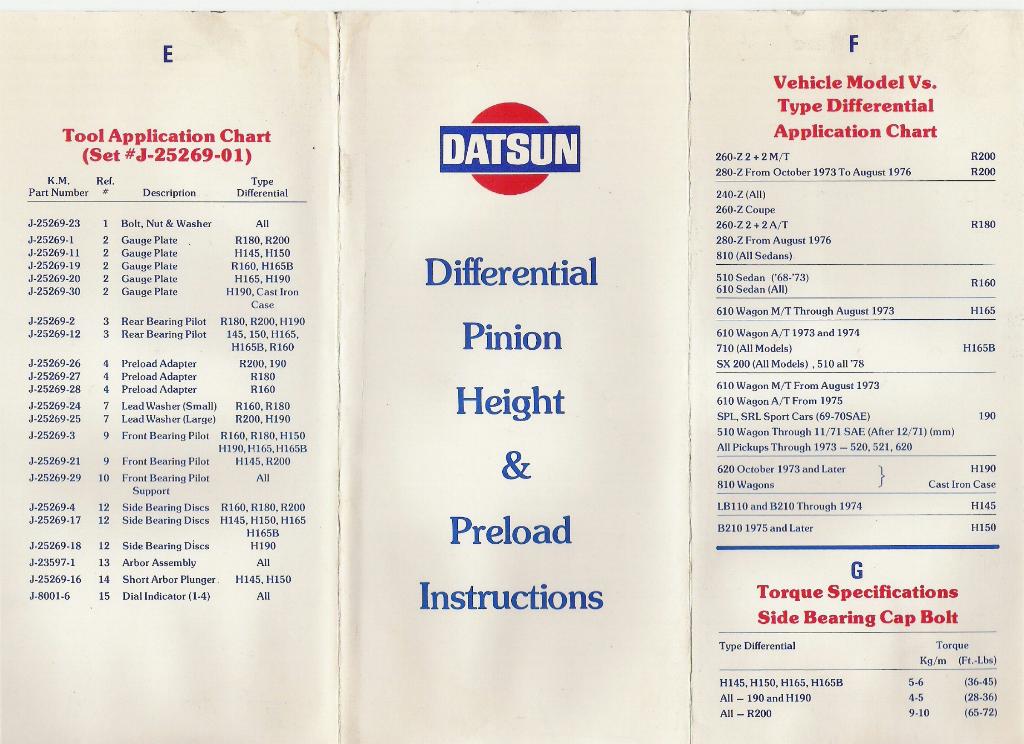 E
Tool Application Chart
(Set #J-25269-01)
K.M. Part Number Ref. # Description Type Differential
J-25269-23 1 Bolt, Nut & Washer All
J-25269-1 2 Gauge Plate R180, R200
J-25269-11 2 Gauge Plate H145, H150
J-25269-19 2 Gauge Plate R160, H165B
J-25269-20 2 Gauge Plate H165, H190
J-25269-30 2 Gauge Plate H190, Cast Iron
Case
J-25269-2 3 Rear Bearing Pilot R180, R200, H190
J-25269-12 3 Rear Bearing Pilot 145, 150, H165,
H165B, R160
J-25269-26 4 Preload Adapter R200, 190
J-25269-27 4 Preload Adapter R180
J-25269-28 4 Preload Adapter R160
J-25269-24 7 Lead Washer (Small) R160, R180
J-25269-25 7 Lead Washer (Large) R200, H190
J-25269-3 9 Front Bearing Pilot R160, R180, H150
H190, H165, H165B
J-25269-21 9 Front Bearing Pilot H145, R200
J-25269-29 10 Front Bearing Pilot All
Support
J-25269-4 12 Side Bearing Discs R160, R180, R200
J-25269-17 12 Side Bearing Discs H145, H150, H165
H165B
J-25269-18 12 Side Bearing Discs H190
J-23597-1 13 Arbor Assembly All
J-25269-16 14 Short Arbor Plunger H145, H150
J-8001-6 15 Dial Indicator (1-4) All
DATSUN
Differential
Pinion
Height
&
Preload
Instructions
F
Vehicle Model Vs.
Type Differential
Application Chart
260-Z 2 + 2 M/T R200
280-Z From October 1973 To August 1976 R200
240-Z (All)
260-Z Coupe
260-Z 2 + 2 A/T R180
280-Z From August 1976
810 (All Sedans)
510 Sedan ('68-'73)
610 Sedan (All) R160
610 Wagon M/T Through August 1973 H165
610 Wagon A/T 1973 and 1974
710 (All Models) H165B
SX 200 (All Models) , 510 all '78
610 Wagon M/T From August 1973
610 Wagon A/T From 1975
SPL, SRL Sport Cars (69-70SAE) 190
510 Wagon Through 11/71 SAE (After 12/71) (mm)
All Pickups Through 1973 — 520, 521, 620
620 October 1973 and Later } H190
810 Wagons Cast Iron Case
LB110 and B210 Through 1974 H145
B210 1975 and Later H150
G
Torque Specifications
Side Bearing Cap Bolt
Type Differential Torque
Kg/m (Ft.-Lbs)
H145, H150, H165, H165B 5-6 (36-45)
All — 190 and H190 4-5 (28-36)
All — R200 9-10 (65-72)